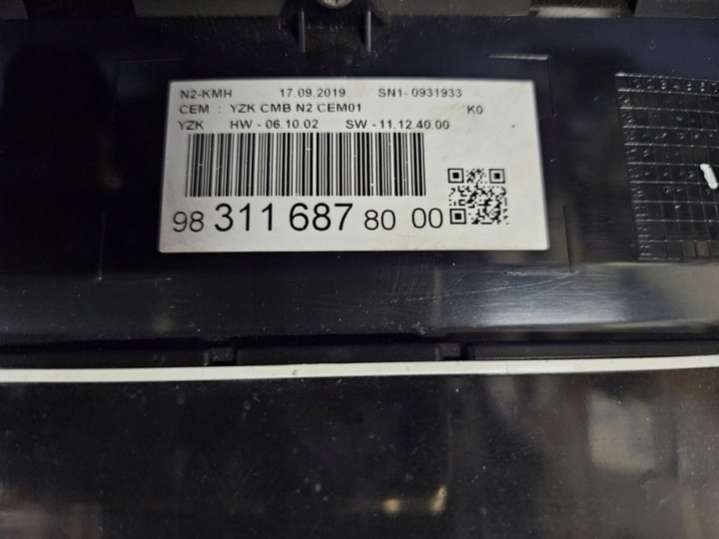 N2-KMH 17.09.2019 SN1- 0931933
CEM : YZK CMB N2 CEM01 K0
YZK HW - 06.10.02 SW - 11.12.40.00
98 311 687 80 00